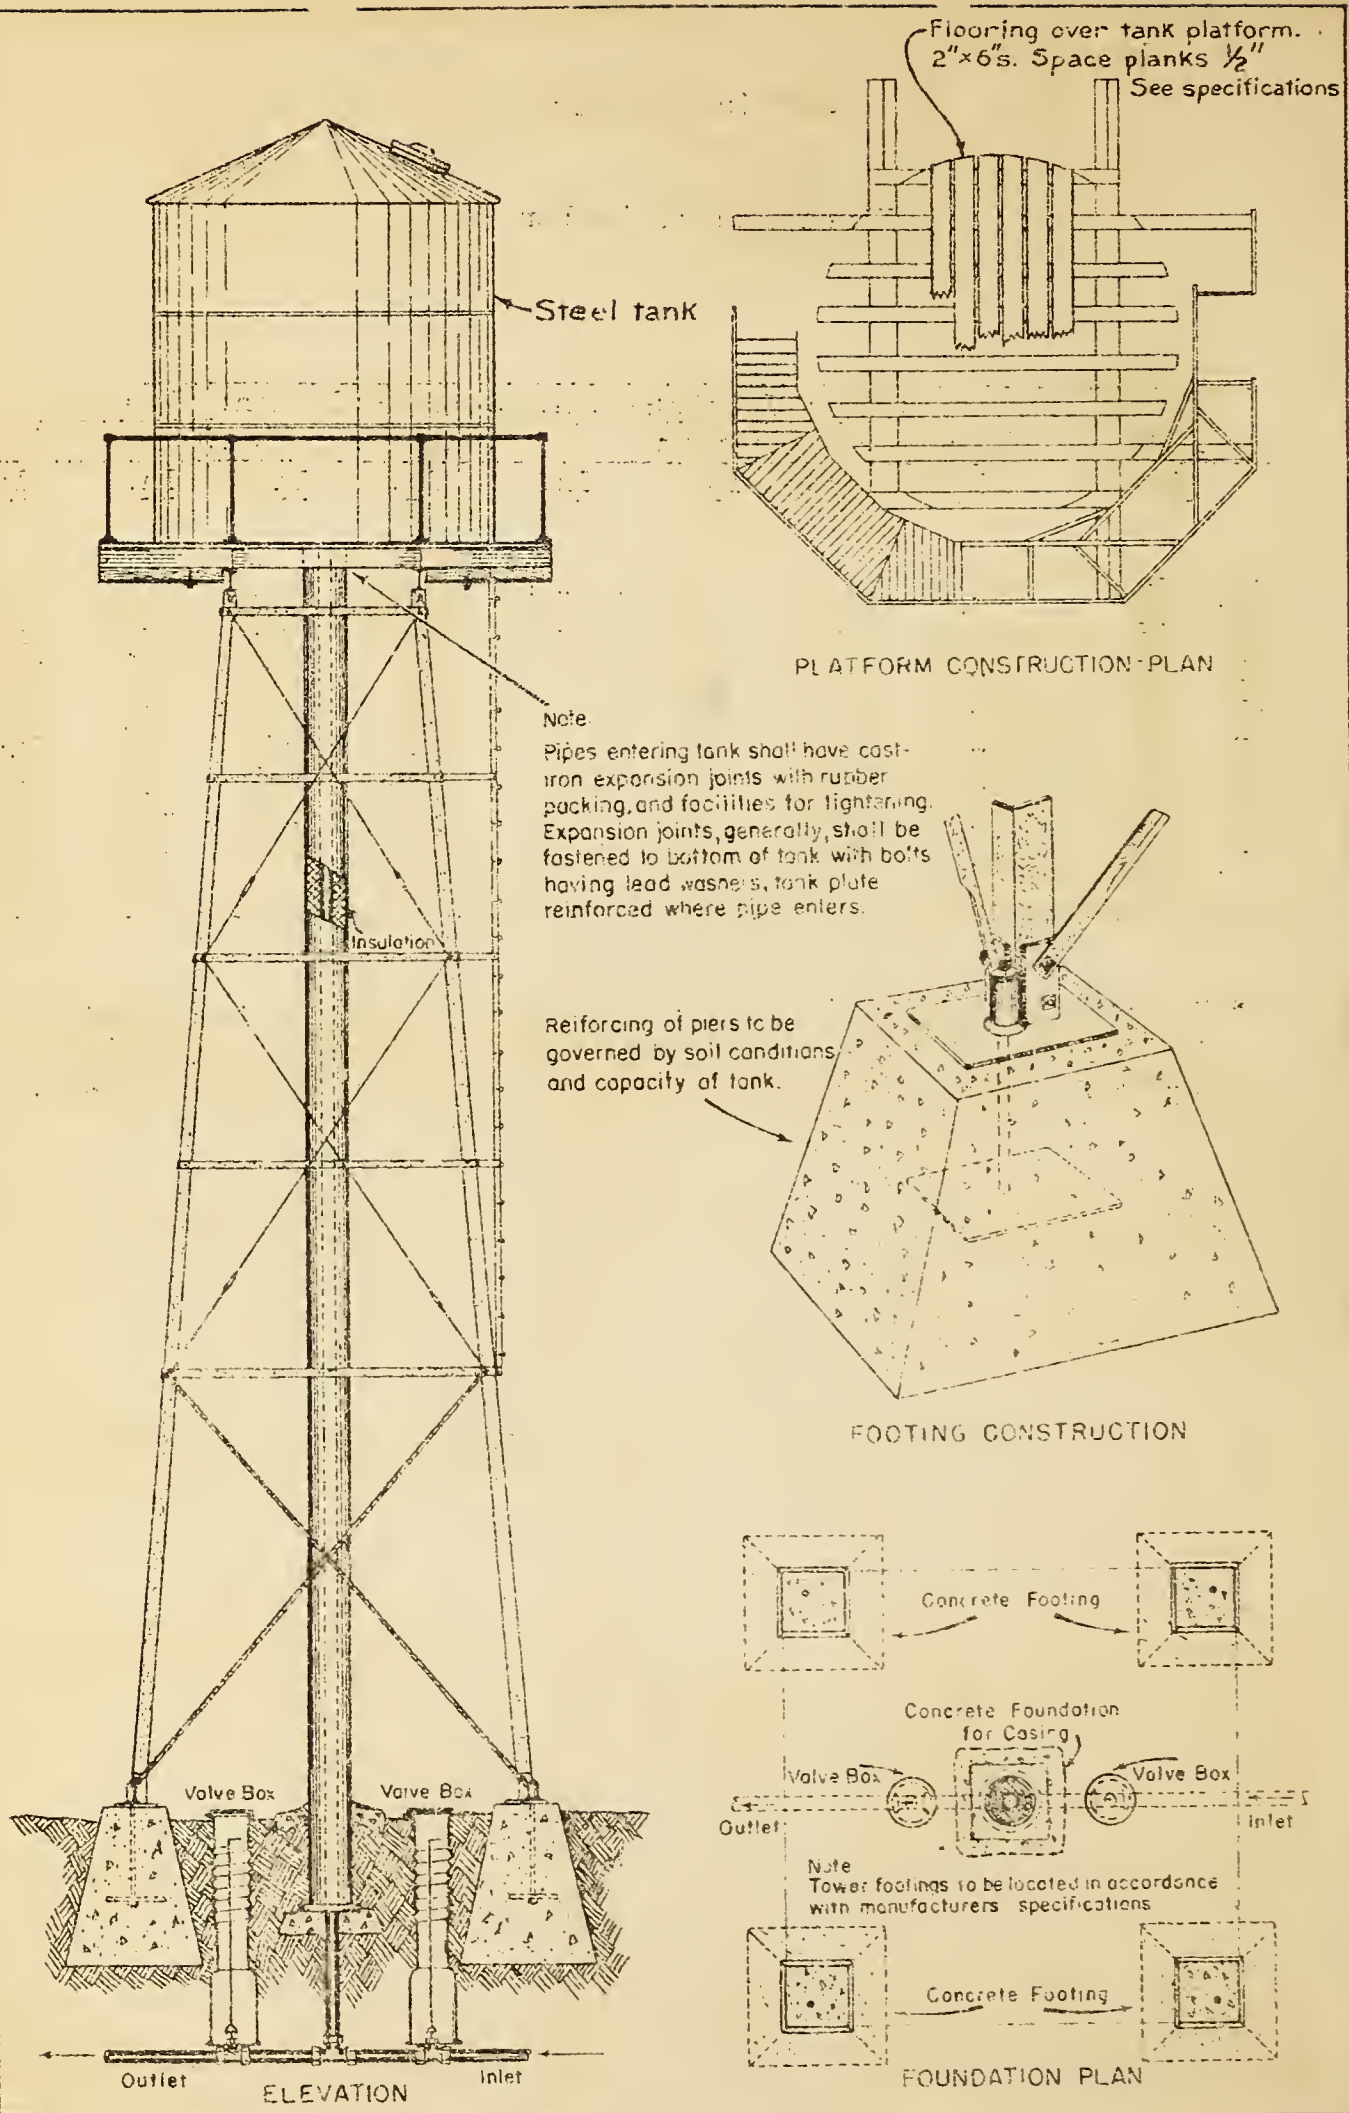 Flooring over tank platform.
2"x6"s. Space planks ½"
See specifications
Steel tank
PLATFORM CONSTRUCTION-PLAN
Note
Pipes entering tank shall have cast-
iron expansion joints with rubber
packing, and facilities for tightening.
Expansion joints, generally, shall be
fastened to bottom of tank with bolts
having lead washers, tank plate
reinforced where pipe enters.
Insulation
Reiforcing of piers to be
governed by soil conditions
and capacity of tank.
FOOTING CONSTRUCTION
Concrete Footing
Concrete Foundation
for Casing
Valve Box
Valve Box
Outlet
Inlet
Note
Tower footings to be located in accordance
with manufacturers specifications
Concrete Footing
FOUNDATION PLAN
Valve Box
Valve Box
Outlet
Inlet
ELEVATION